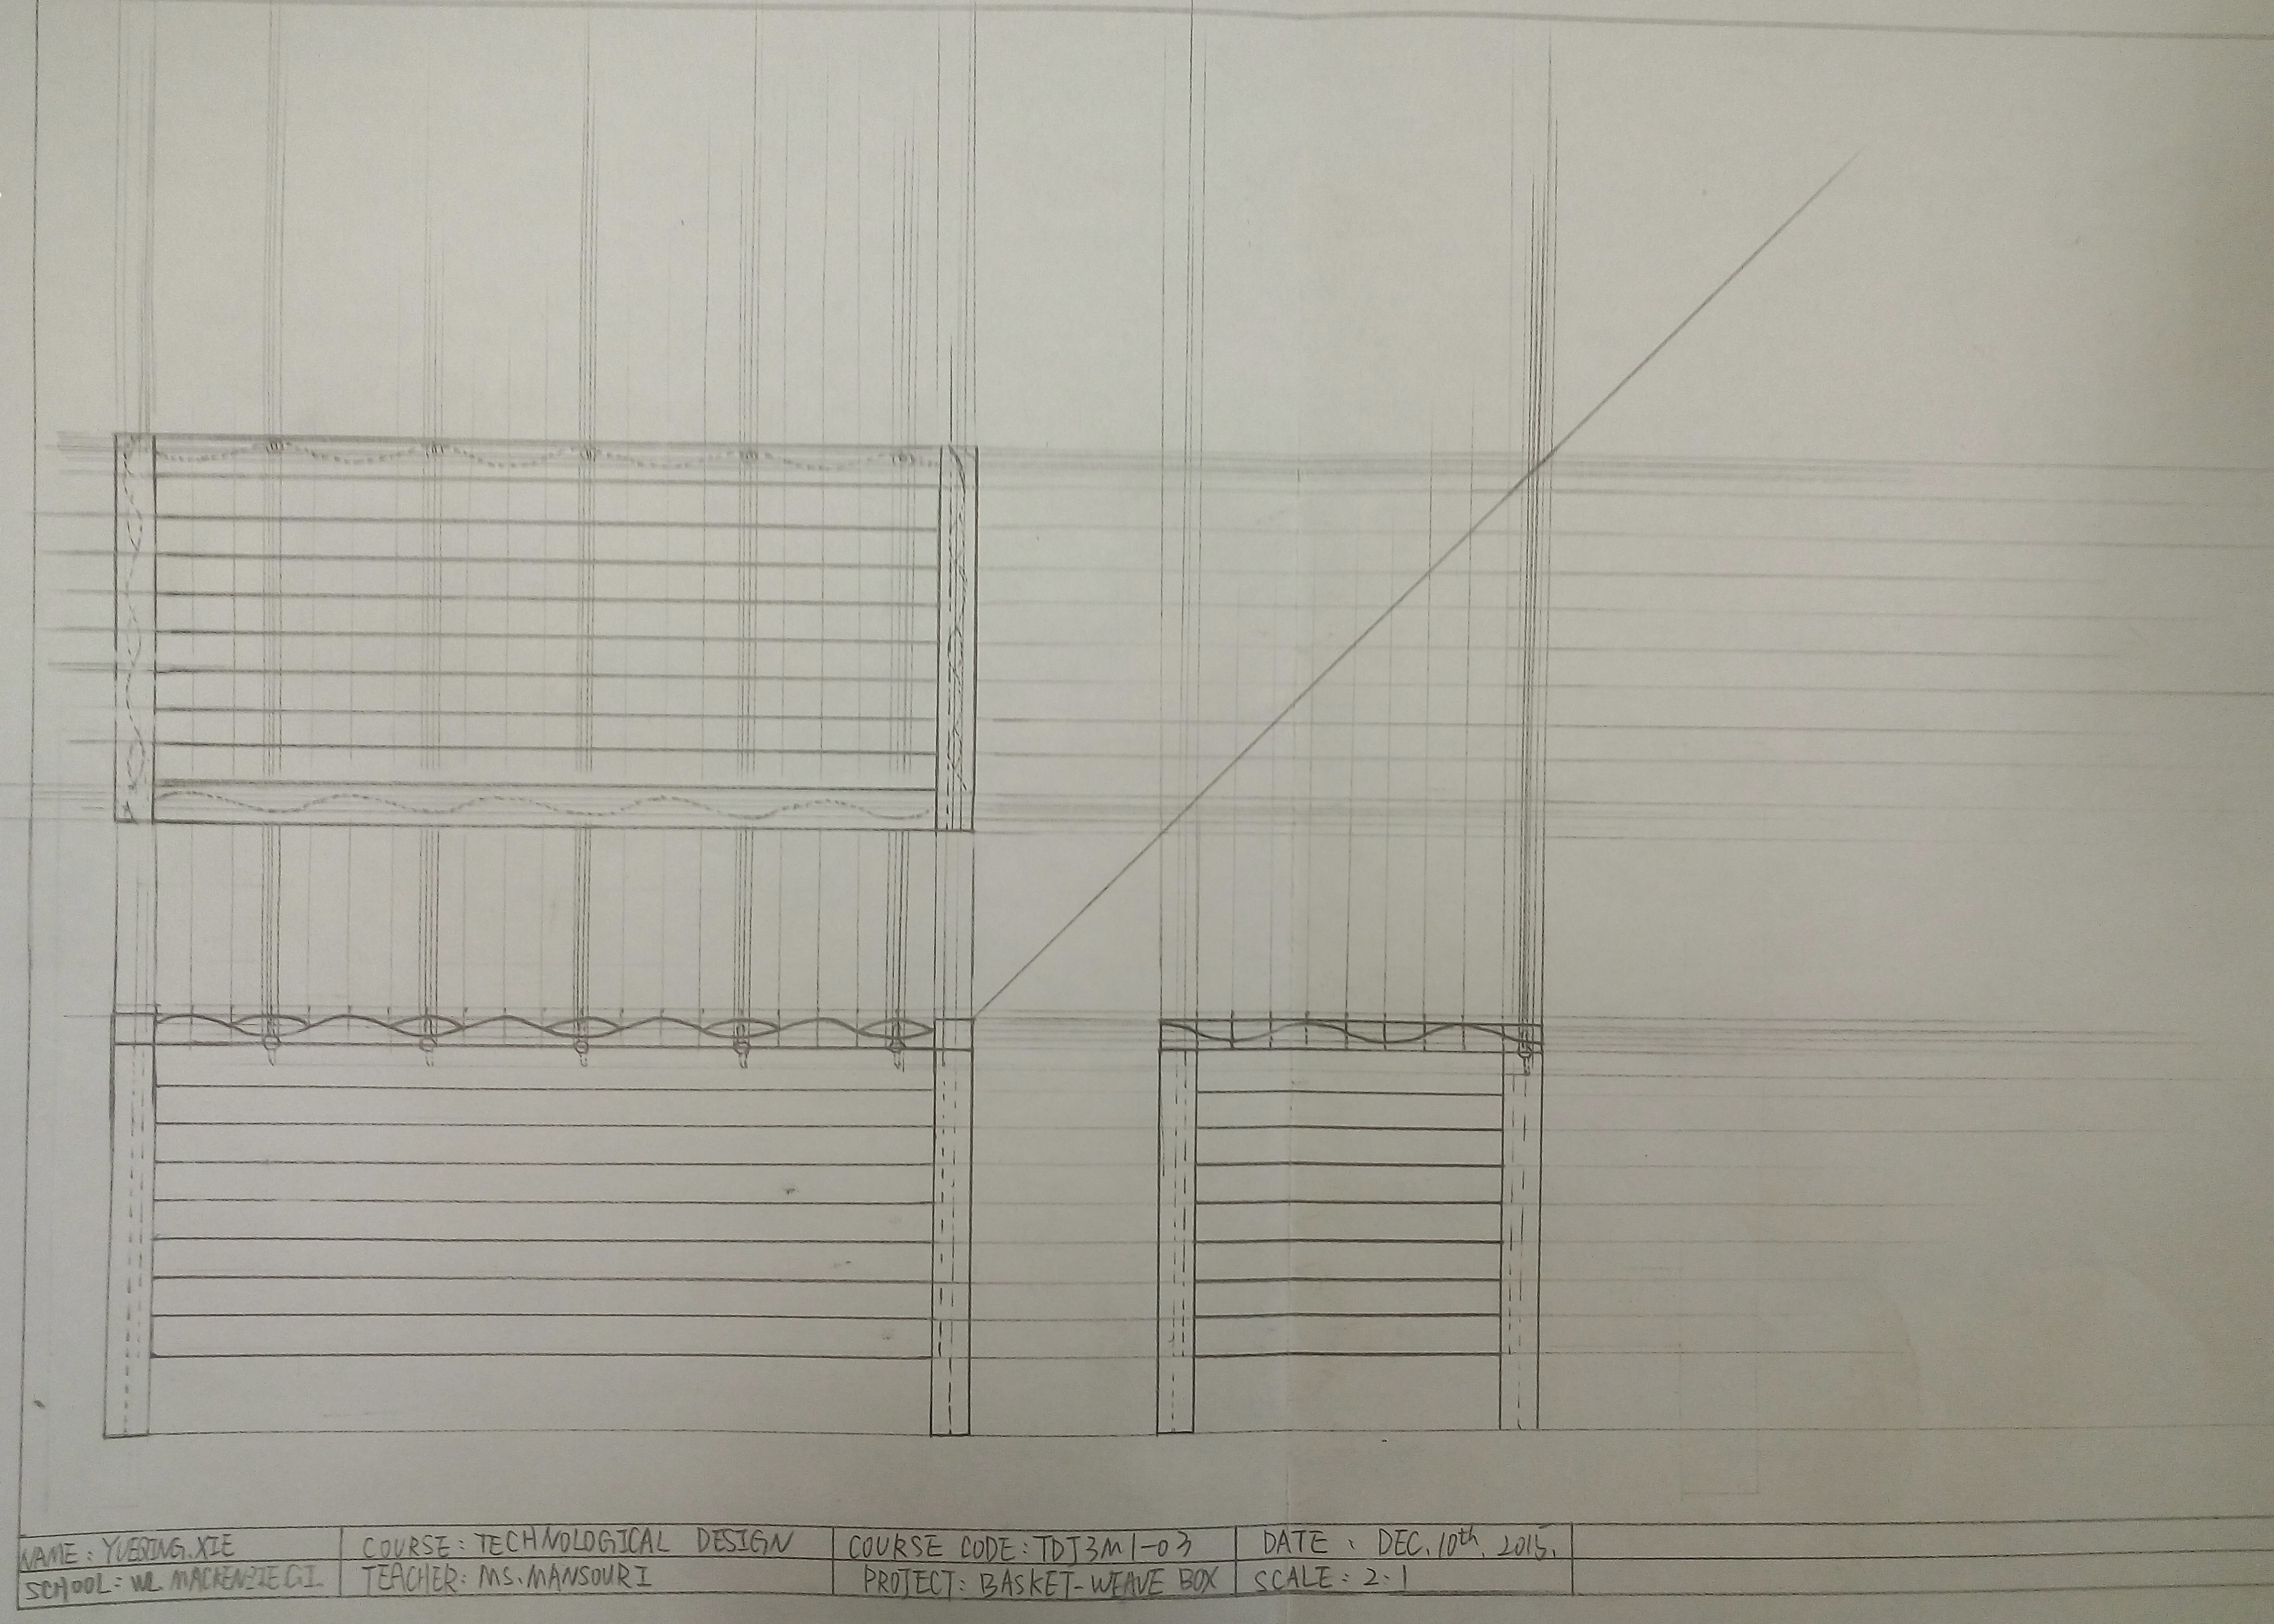 NAME: YUEQING.XIE COURSE: TECHNOLOGICAL DESIGN COURSE CODE: TDJ3M1-03 DATE: DEC. 10th. 2015.
SCHOOL: WL. MACKENZIE C.I. TEACHER: MS.MANSOURI PROJECT: BASKET-WEAVE BOX SCALE: 2:1